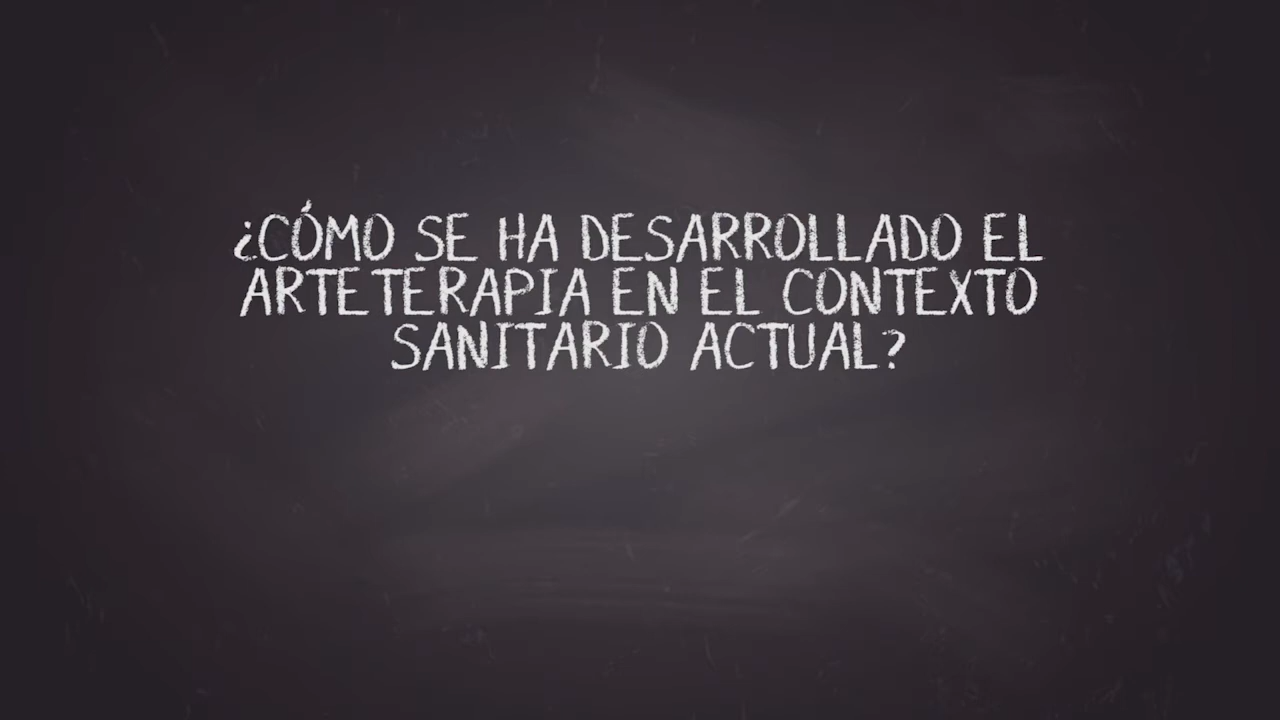 ¿CÓMO SE HA DESARROLLADO EL
ARTETERAPIA EN EL CONTEXTO
SANITARIO ACTUAL?